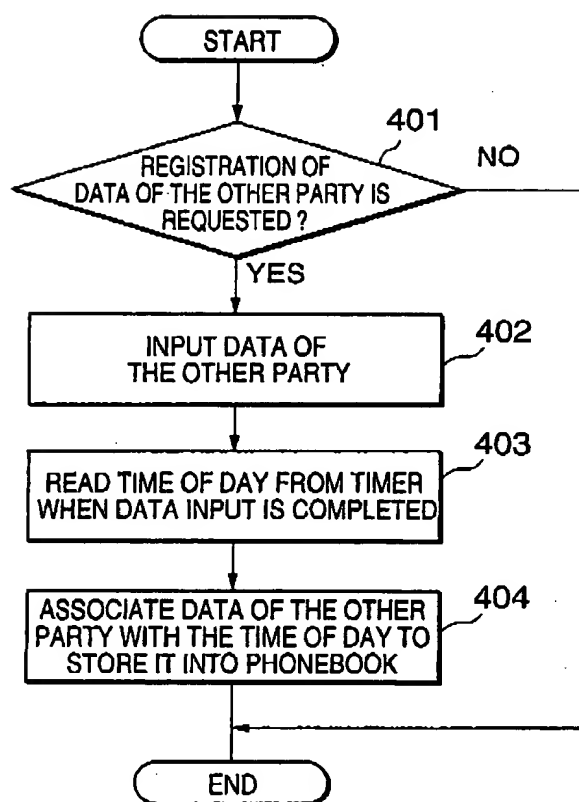 START
401
REGISTRATION OF
DATA OF THE OTHER PARTY IS
REQUESTED ?
NO
YES
INPUT DATA OF
THE OTHER PARTY
402
READ TIME OF DAY FROM TIMER
WHEN DATA INPUT IS COMPLETED
403
ASSOCIATE DATA OF THE OTHER
PARTY WITH THE TIME OF DAY TO
STORE IT INTO PHONEBOOK
404
END